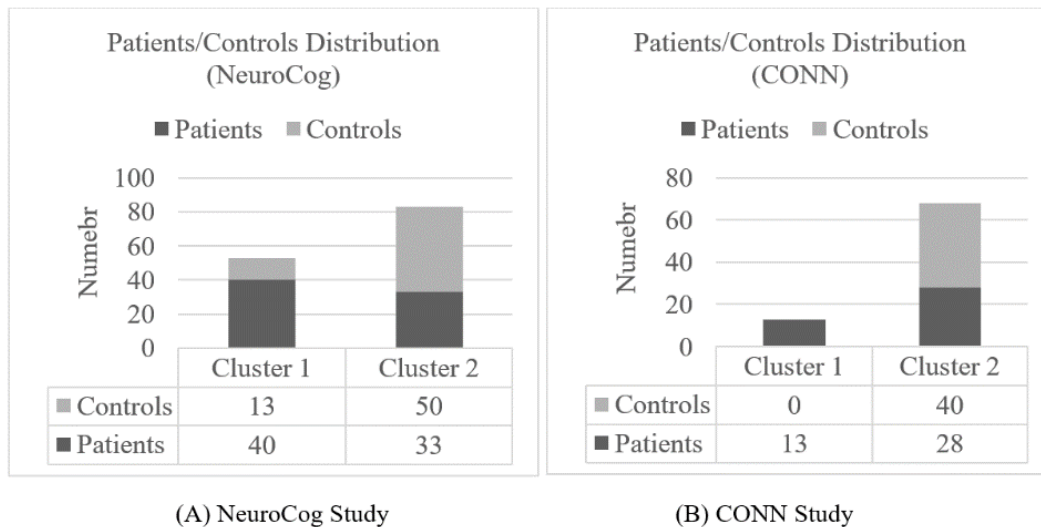 Patients/Controls Distribution
(NeuroCog)
Patients Controls
Numebr
100
80
60
40
20
0
Cluster 1 Cluster 2
Controls 13 50
Patients 40 33
(A) NeuroCog Study
Patients/Controls Distribution
(CONN)
Patients Controls
Numebr
80
60
40
20
0
Cluster 1 Cluster 2
Controls 0 40
Patients 13 28
(B) CONN Study